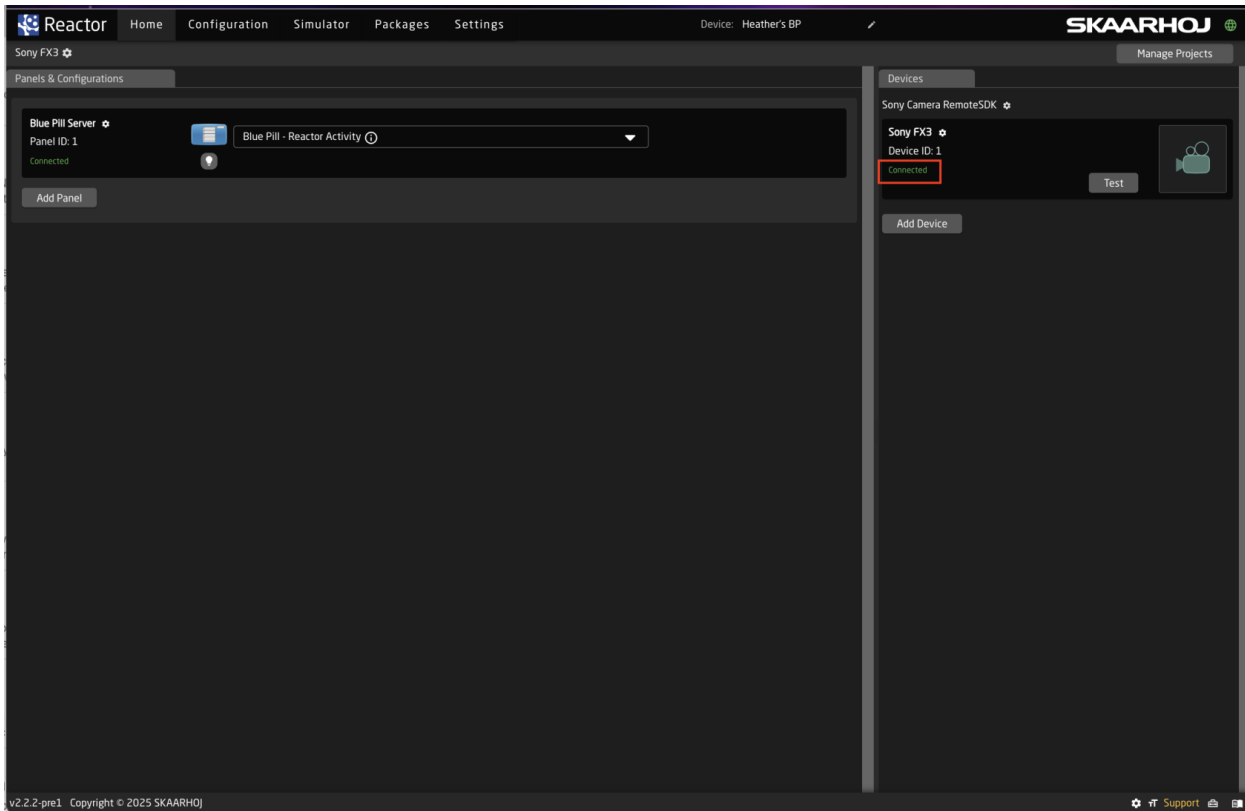 Reactor Home Configuration Simulator Packages Settings Device: Heather's BP SKAARHOJ
Sony FX3 Manage Projects
Panels & Configurations
Blue Pill Server
Panel ID: 1
Connected
Blue Pill - Reactor Activity
Add Panel
Devices
Sony Camera RemoteSDK
Sony FX3
Device ID: 1
Connected
Test
Add Device
v2.2.2-pre1 Copyright © 2025 SKAARHOJ Support